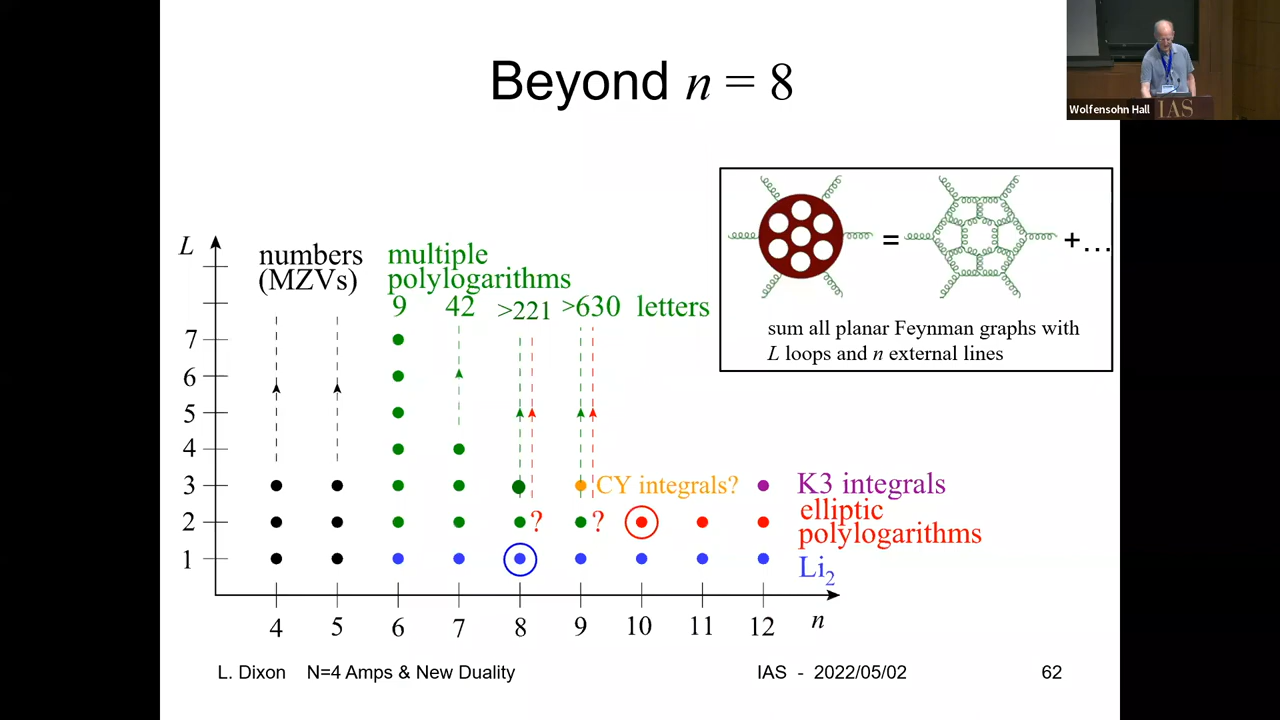 Beyond n = 8
Wolfensohn Hall
IAS
L
numbers
(MZVs)
multiple
polylogarithms
9 42 >221 >630 letters
= +...
sum all planar Feynman graphs with
L loops and n external lines
7
6
5
4
3 CY integrals? K3 integrals
2 ? ? elliptic
polylogarithms
1 Li₂
4 5 6 7 8 9 10 11 12 n
L. Dixon N=4 Amps & New Duality IAS - 2022/05/02 62